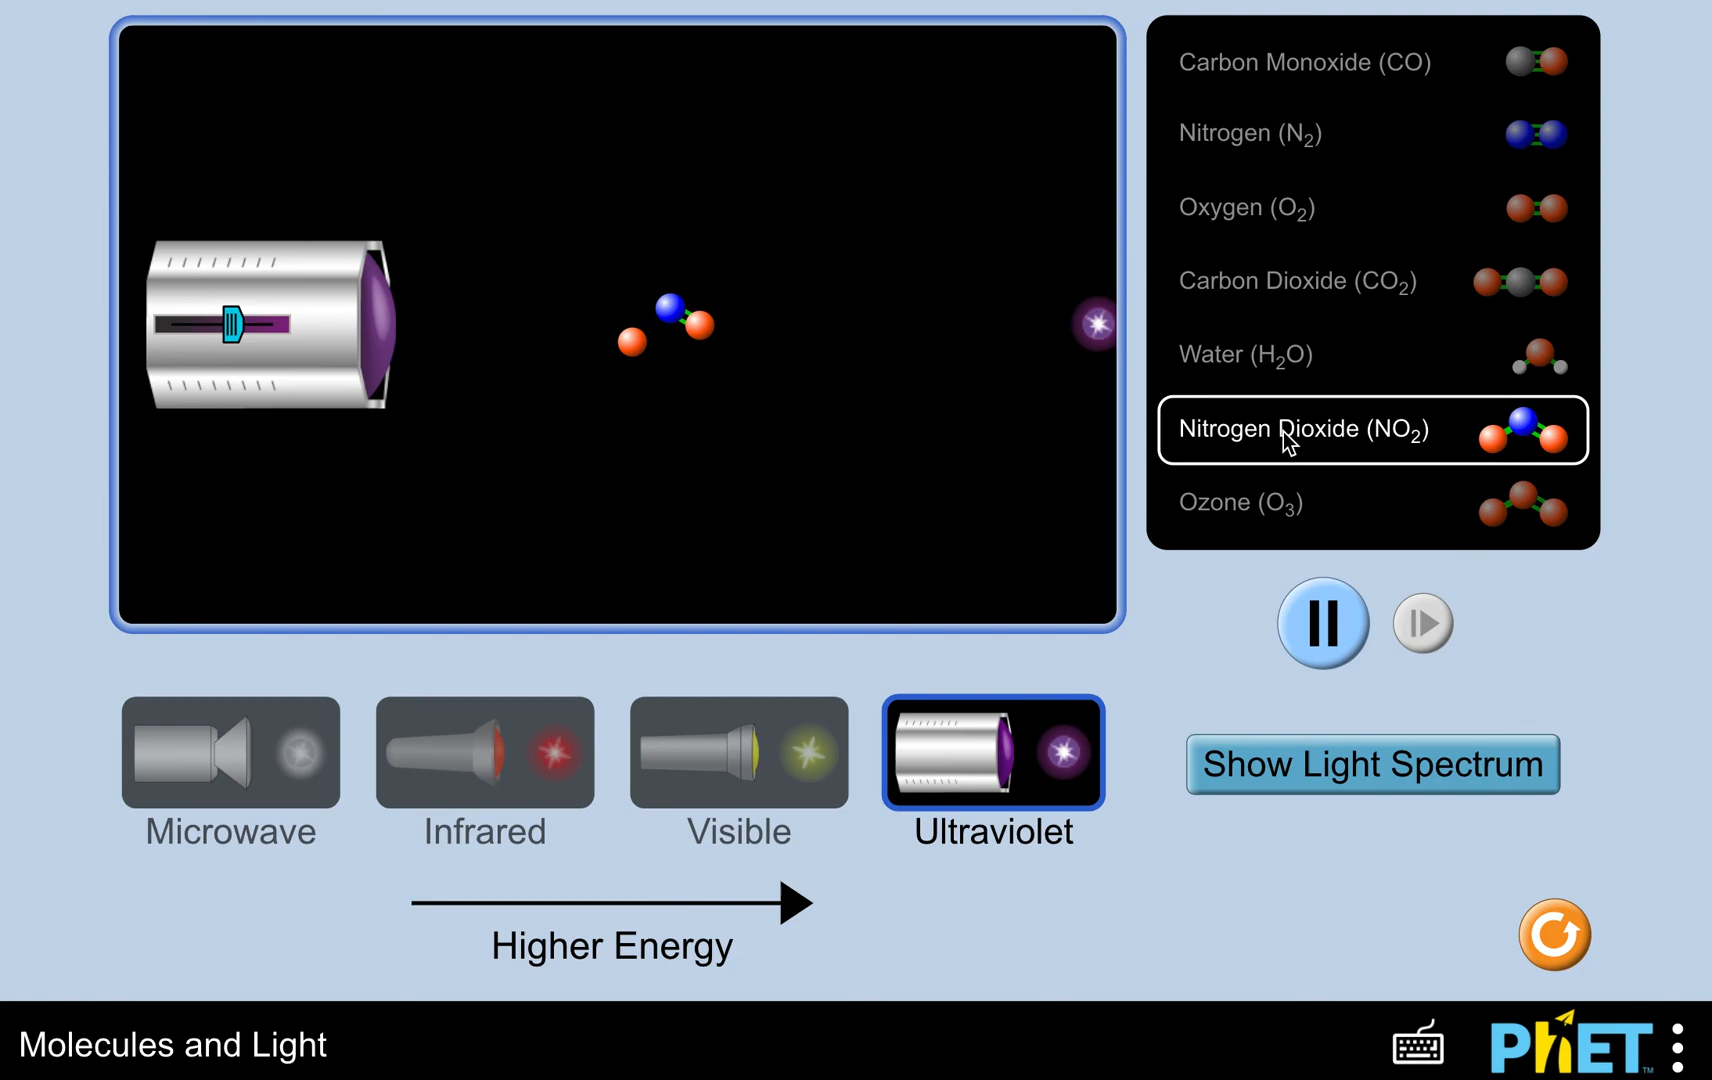 Carbon Monoxide (CO)
Nitrogen (N₂)
Oxygen (O₂)
Carbon Dioxide (CO₂)
Water (H₂O)
Nitrogen Dioxide (NO₂)
Ozone (O₃)
Microwave
Infrared
Visible
Ultraviolet
Show Light Spectrum
Higher Energy
Molecules and Light
PhET™